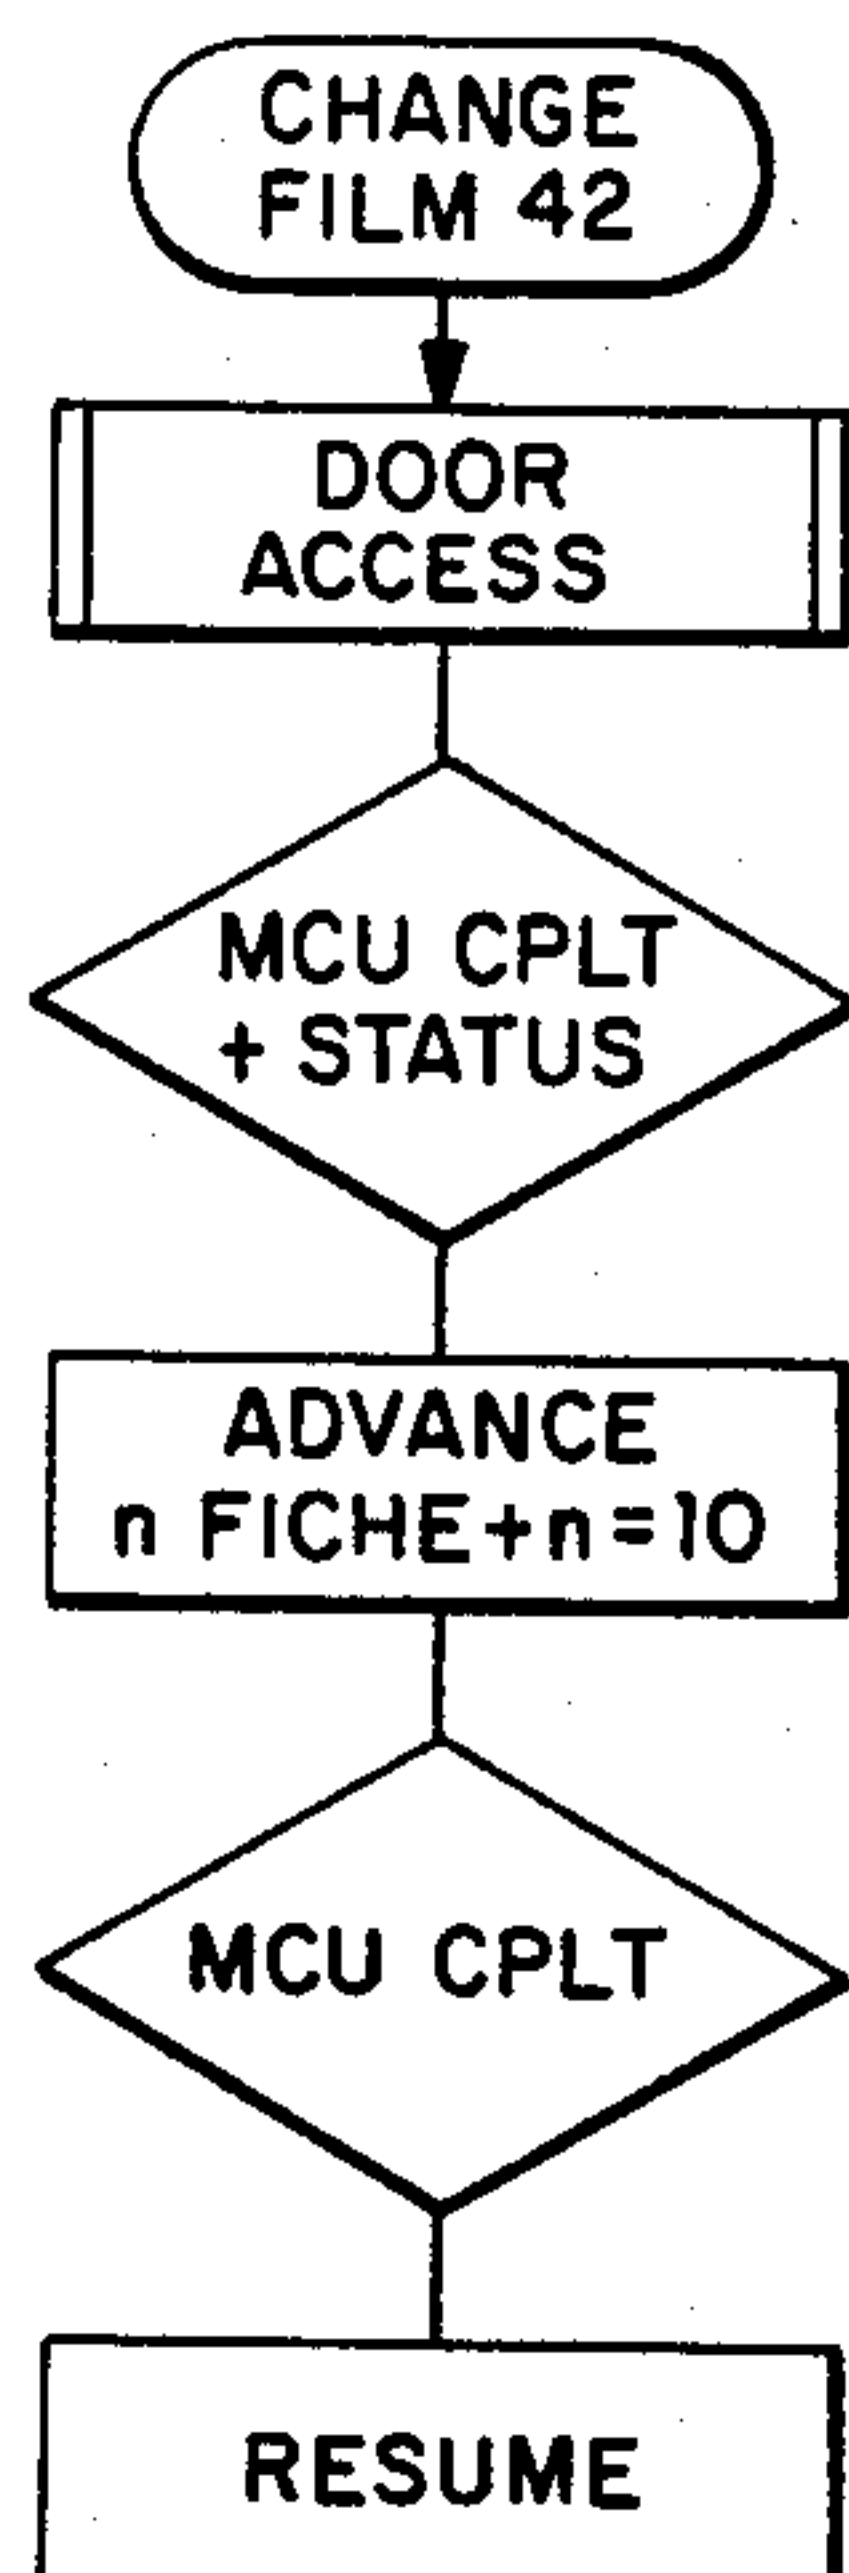 CHANGE
FILM 42
DOOR
ACCESS
MCU CPLT
+ STATUS
ADVANCE
n FICHE+n=10
MCU CPLT
RESUME